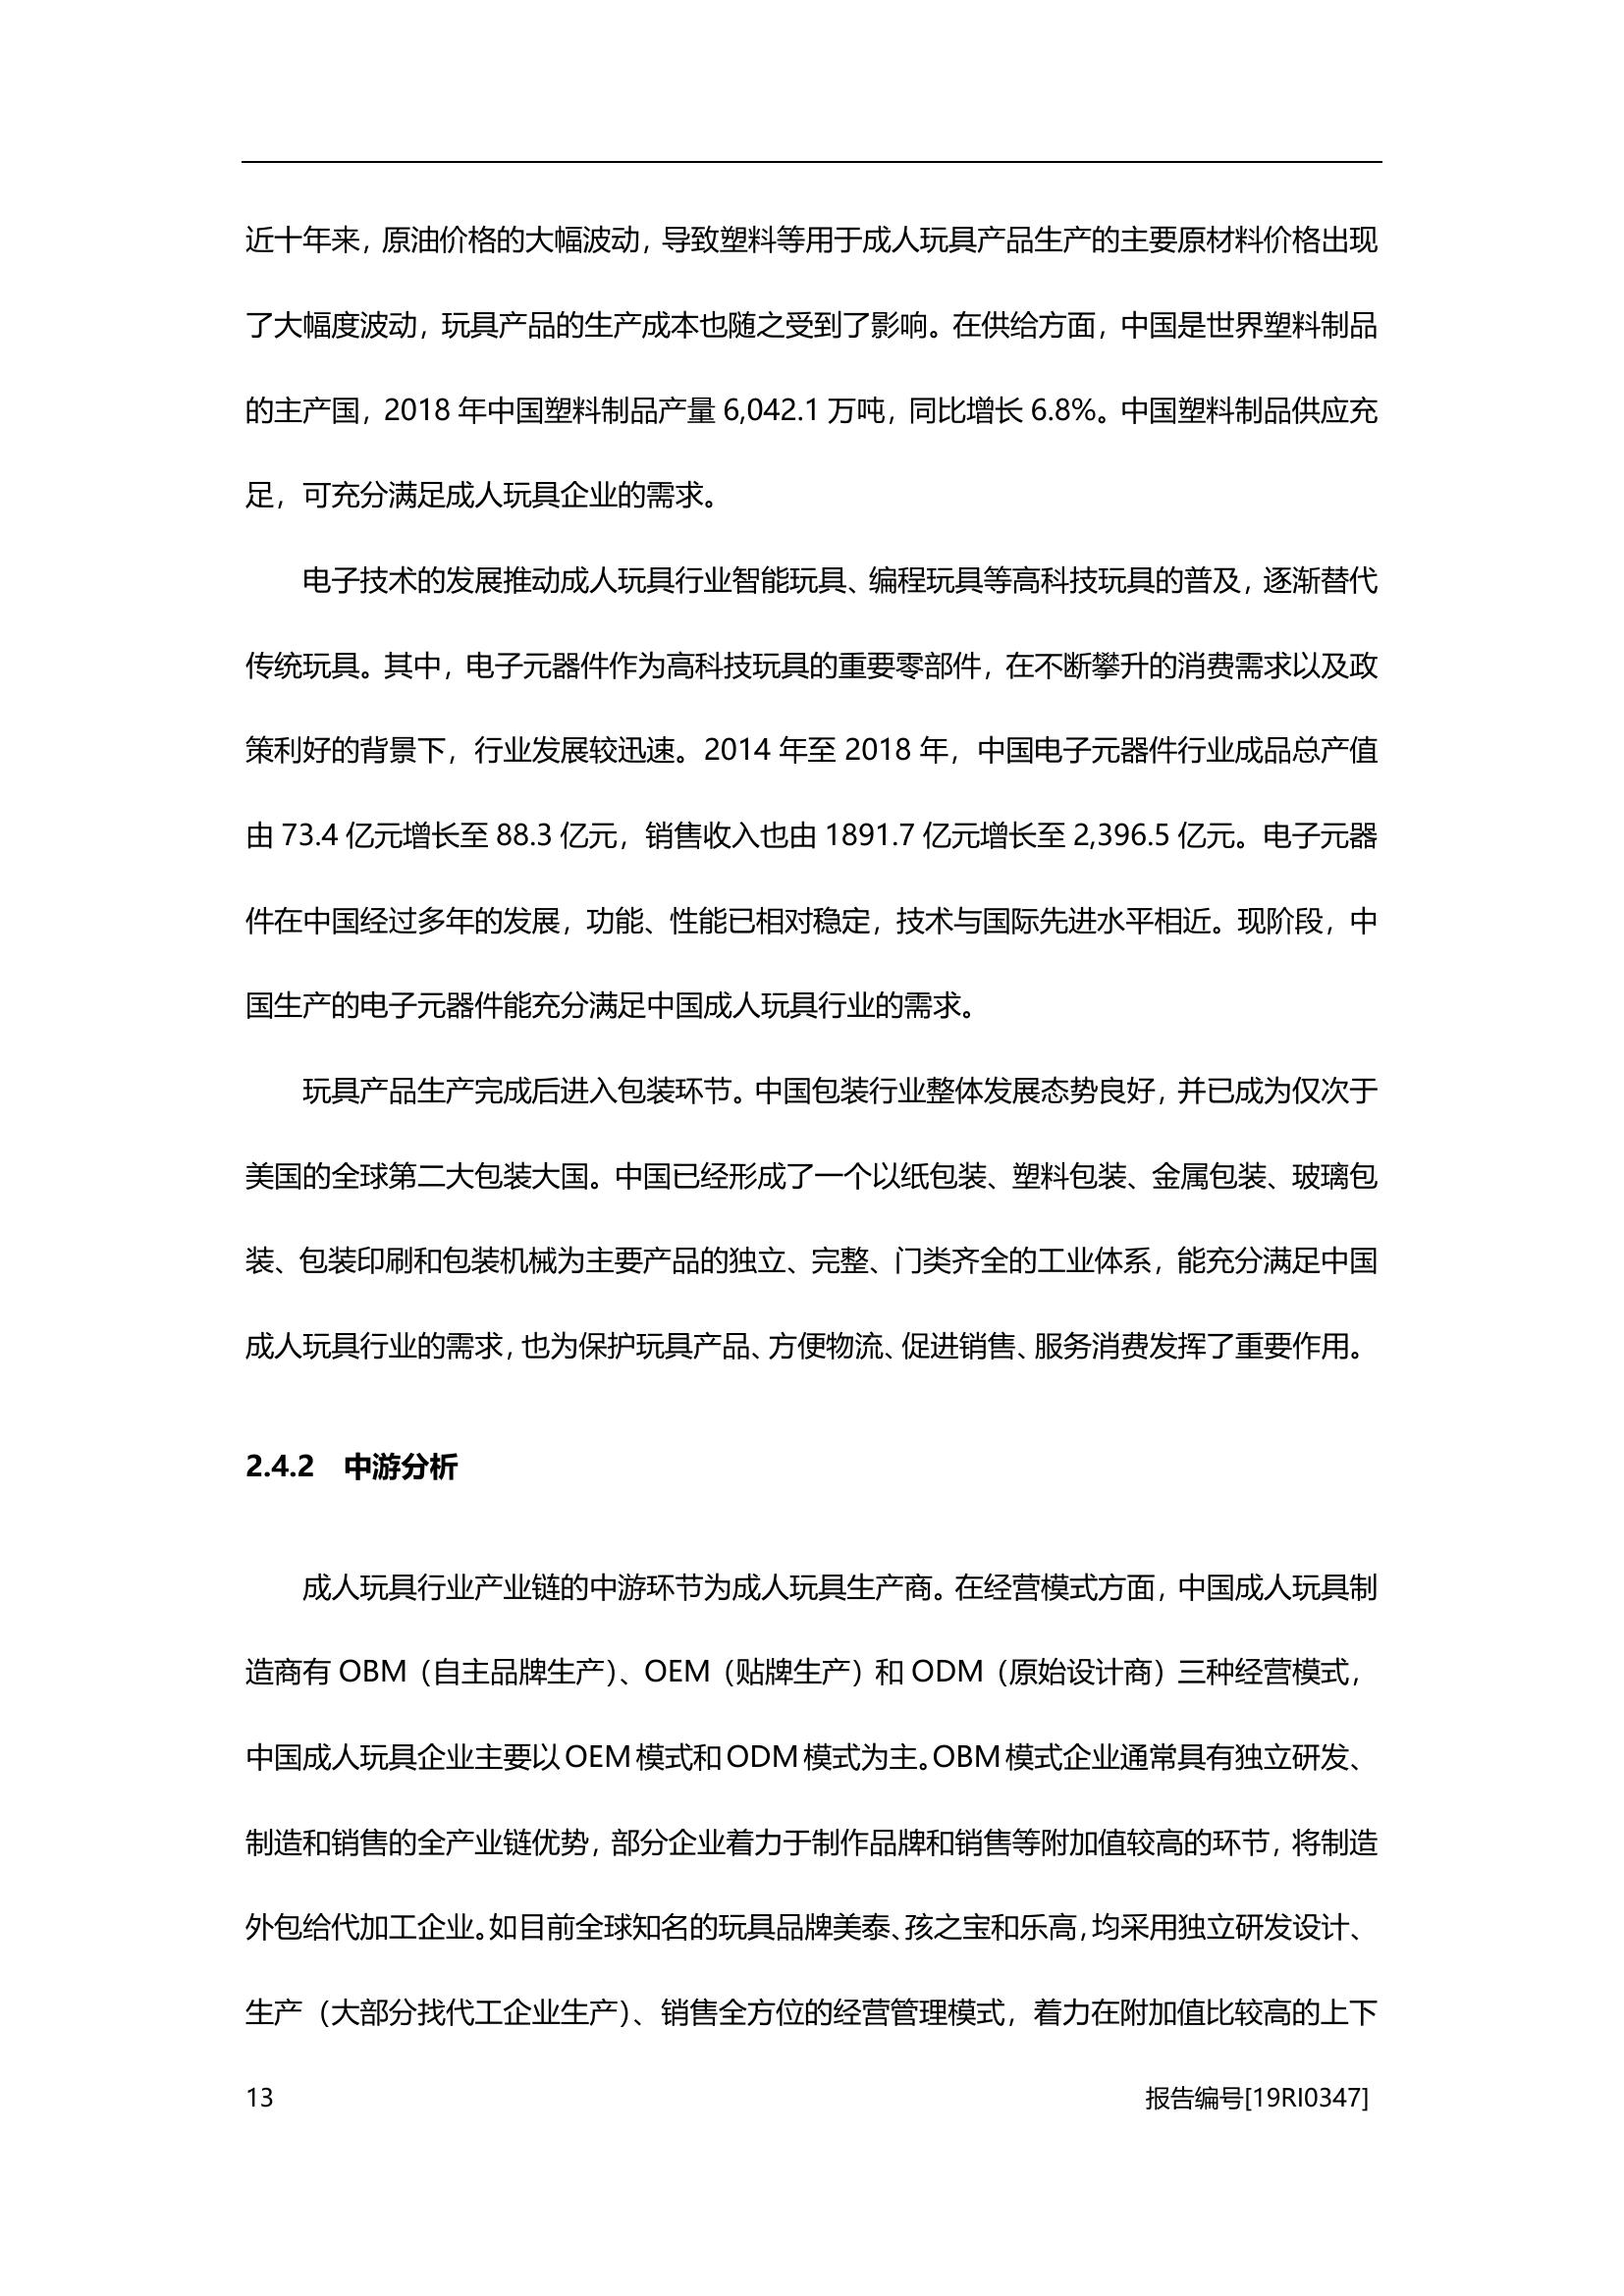 近十年来，原油价格的大幅波动，导致塑料等用于成人玩具产品生产的主要原材料价格出现
了大幅度波动，玩具产品的生产成本也随之受到了影响。在供给方面，中国是世界塑料制品
的主产国，2018 年中国塑料制品产量 6,042.1 万吨，同比增长 6.8%。中国塑料制品供应充
足，可充分满足成人玩具企业的需求。
电子技术的发展推动成人玩具行业智能玩具、编程玩具等高科技玩具的普及，逐渐替代
传统玩具。其中，电子元器件作为高科技玩具的重要零部件，在不断攀升的消费需求以及政
策利好的背景下，行业发展较迅速。2014 年至 2018 年，中国电子元器件行业成品总产值
由 73.4 亿元增长至 88.3 亿元，销售收入也由 1891.7 亿元增长至 2,396.5 亿元。电子元器
件在中国经过多年的发展，功能、性能已相对稳定，技术与国际先进水平相近。现阶段，中
国生产的电子元器件能充分满足中国成人玩具行业的需求。
玩具产品生产完成后进入包装环节。中国包装行业整体发展态势良好，并已成为仅次于
美国的全球第二大包装大国。中国已经形成了一个以纸包装、塑料包装、金属包装、玻璃包
装、包装印刷和包装机械为主要产品的独立、完整、门类齐全的工业体系，能充分满足中国
成人玩具行业的需求，也为保护玩具产品、方便物流、促进销售、服务消费发挥了重要作用。
2.4.2 中游分析
成人玩具行业产业链的中游环节为成人玩具生产商。在经营模式方面，中国成人玩具制
造商有 OBM（自主品牌生产）、OEM（贴牌生产）和 ODM（原始设计商）三种经营模式，
中国成人玩具企业主要以 OEM 模式和 ODM 模式为主。OBM 模式企业通常具有独立研发、
制造和销售的全产业链优势，部分企业着力于制作品牌和销售等附加值较高的环节，将制造
外包给代加工企业。如目前全球知名的玩具品牌美泰、孩之宝和乐高，均采用独立研发设计、
生产（大部分找代工企业生产）、销售全方位的经营管理模式，着力在附加值比较高的上下
13 报告编号[19RI0347]